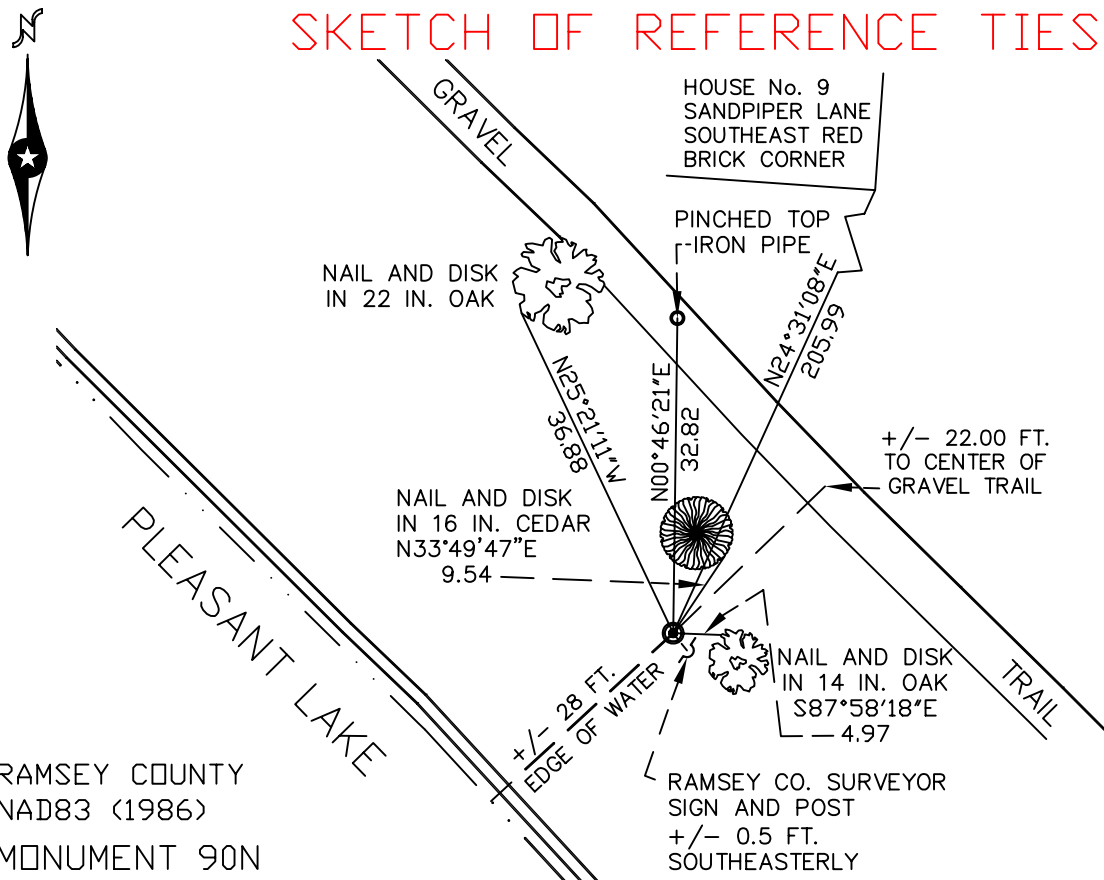 N
SKETCH OF REFERENCE TIES
GRAVEL
HOUSE No. 9
SANDPIPER LANE
SOUTHEAST RED
BRICK CORNER
PINCHED TOP
IRON PIPE
NAIL AND DISK
IN 22 IN. OAK
N24°31'08"E
205.99
N25°21'11"W
36.88
N00°46'21"E
32.82
+/- 22.00 FT.
TO CENTER OF
GRAVEL TRAIL
NAIL AND DISK
IN 16 IN. CEDAR
N33°49'47"E
9.54
PLEASANT LAKE
NAIL AND DISK
IN 14 IN. OAK
S87°58'18"E
4.97
TRAIL
+/- 28 FT.
EDGE OF WATER
RAMSEY CO. SURVEYOR
SIGN AND POST
+/- 0.5 FT.
SOUTHEASTERLY
RAMSEY COUNTY
NAD83 (1986)
MONUMENT 90N